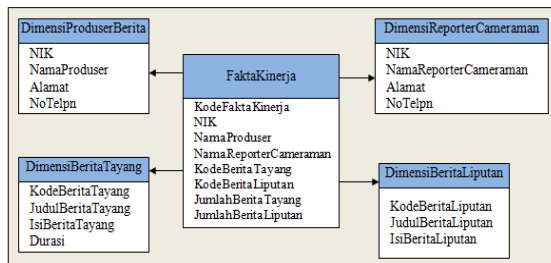 DimensiProduserBerita
NIK
NamaProduser
Alamat
NoTelpn
DimensiReporterCameraman
NIK
NamaReporterCameraman
Alamat
NoTelpn
FaktaKinerja
KodeFaktaKinerja
NIK
NamaProduser
NamaReporterCameraman
KodeBeritaTayang
KodeBeritaLiputan
JumlahBeritaTayang
JumlahBeritaLiputan
DimensiBeritaTayang
KodeBeritaTayang
JudulBeritaTayang
IsiBeritaTayang
Durasi
DimensiBeritaLiputan
KodeBeritaLiputan
JudulBeritaLiputan
IsiBeritaLiputan